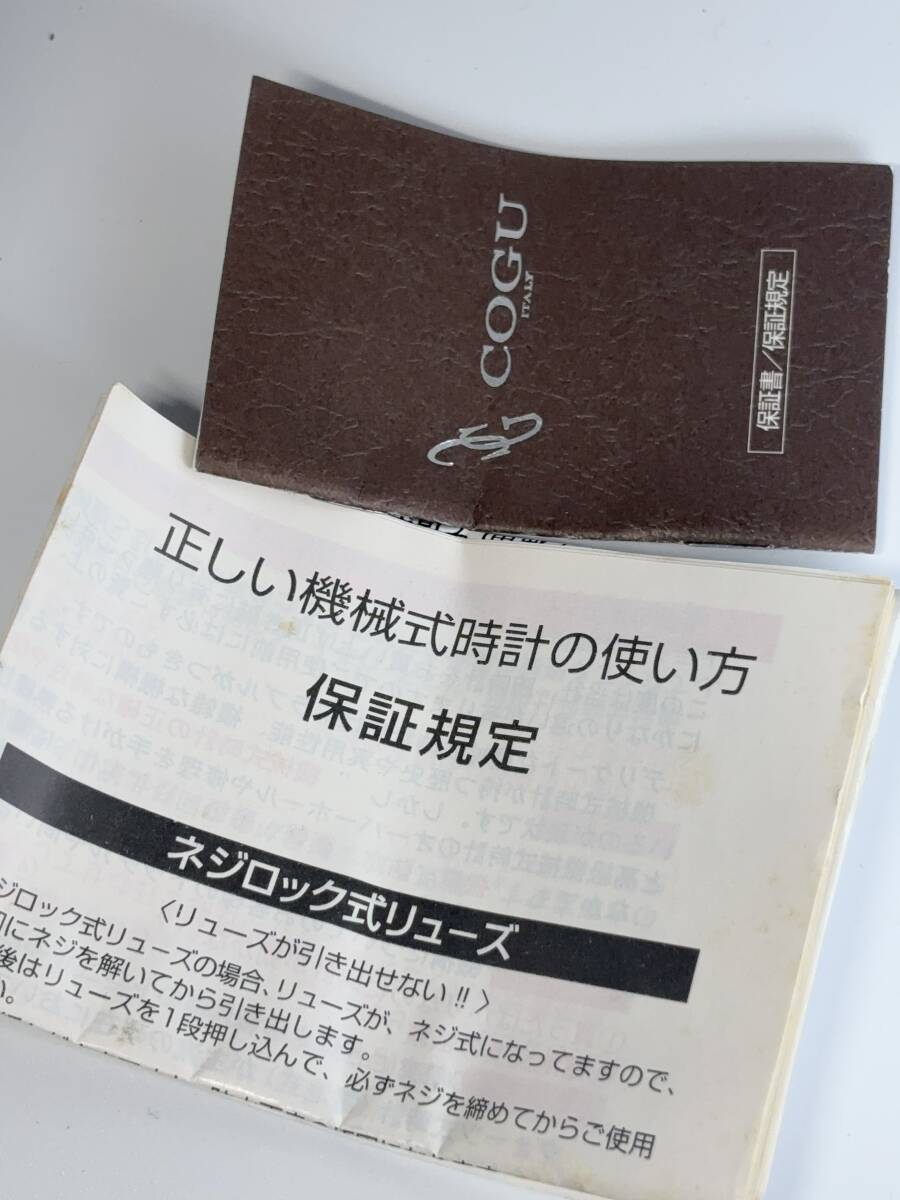 COGU
ITALY
保証書／保証規定
正しい機械式時計の使い方
保証規定
ネジロック式リューズ
〈リューズが引き出せない!!〉
ジロック式リューズの場合、リューズが、ネジ式になってますので、
にネジを解いてから引き出します。
後はリューズを1段押し込んで、必ずネジを締めてからご使用
い。